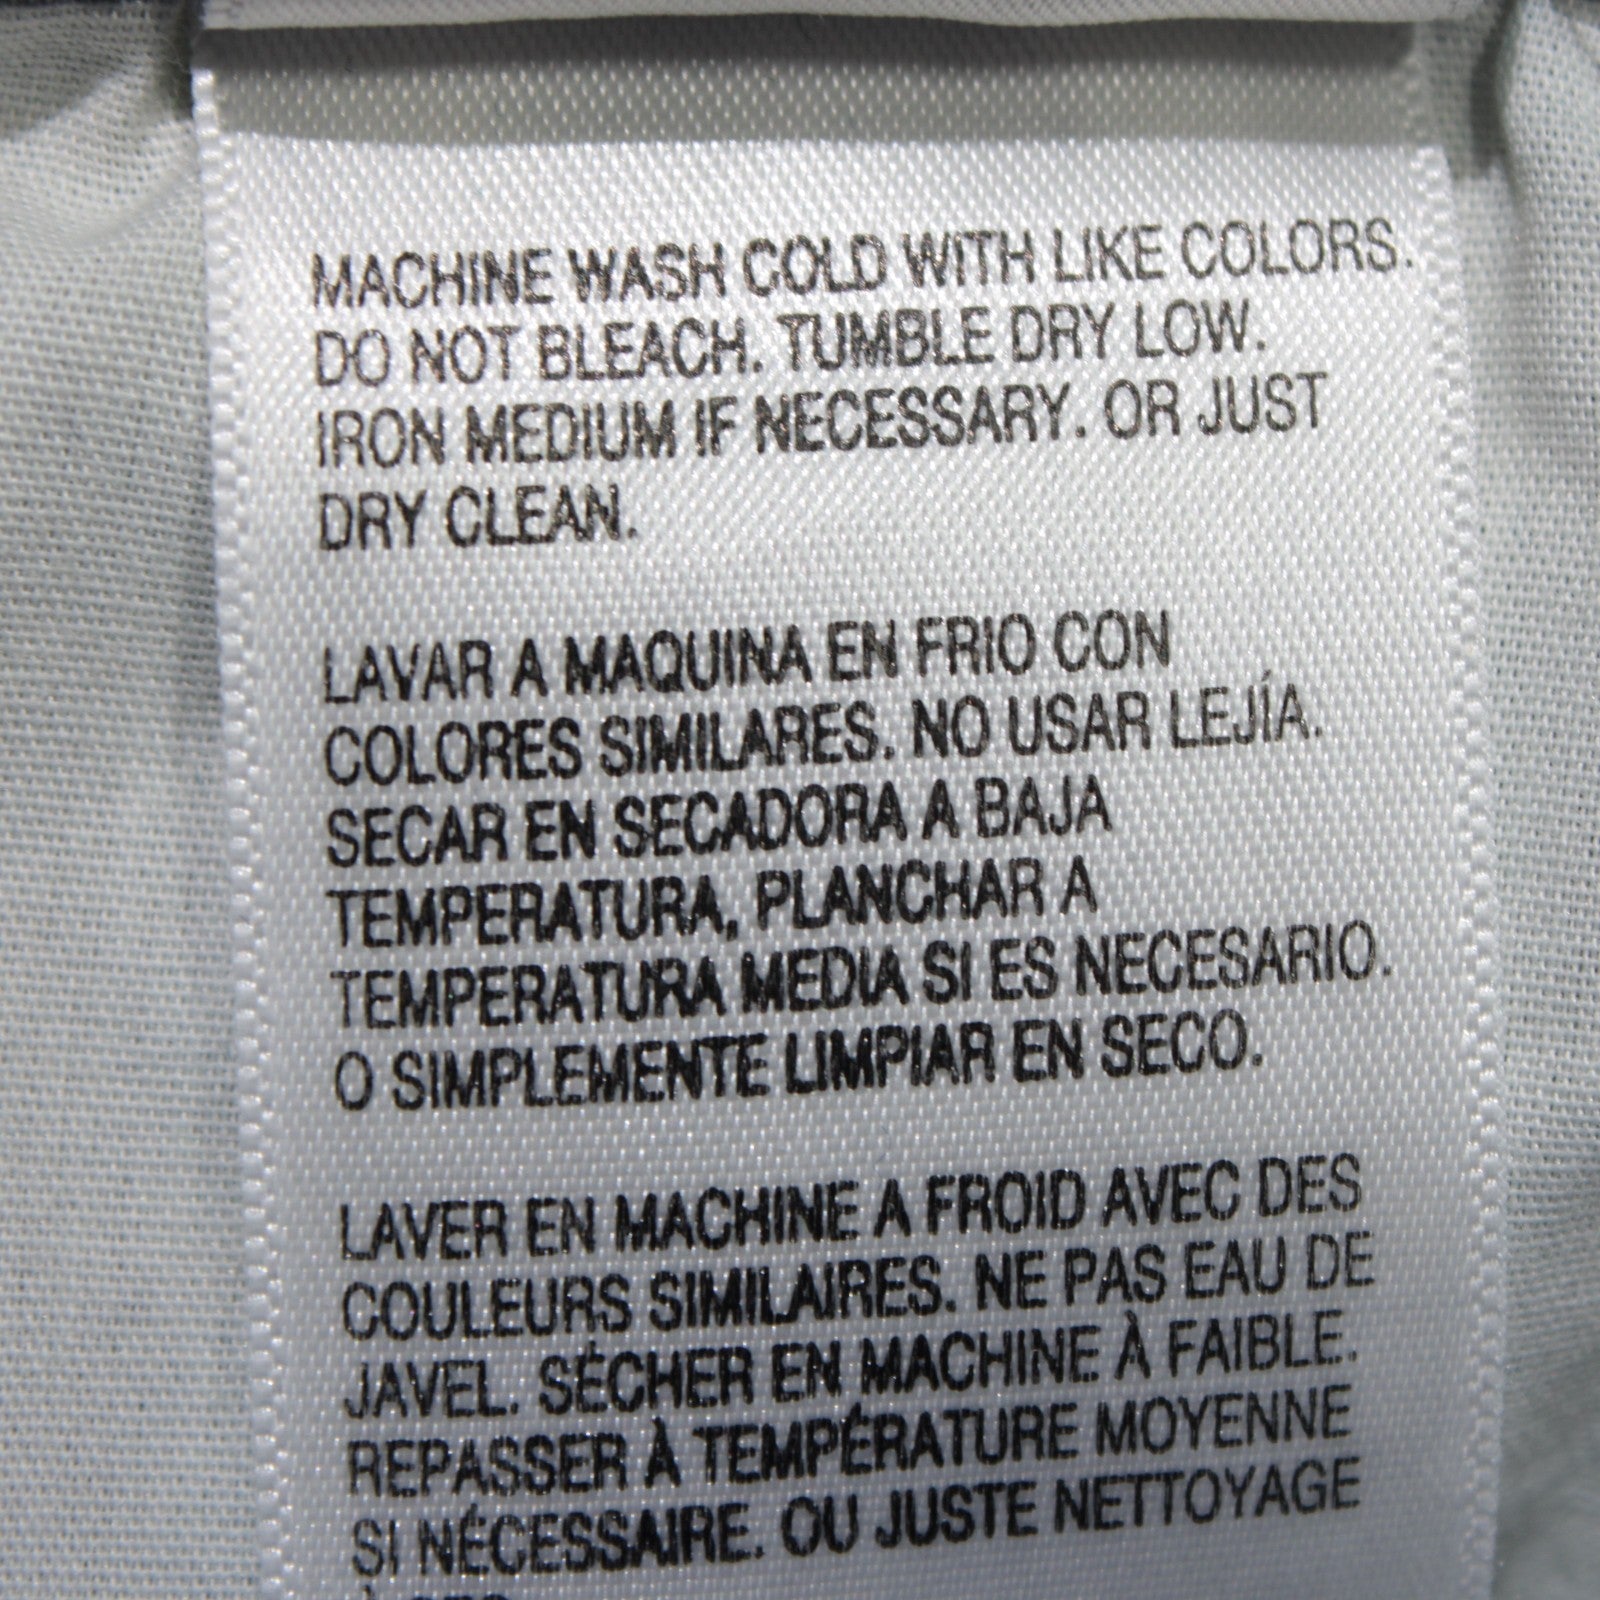 MACHINE WASH COLD WITH LIKE COLORS.
DO NOT BLEACH. TUMBLE DRY LOW.
IRON MEDIUM IF NECESSARY. OR JUST
DRY CLEAN.
LAVAR A MAQUINA EN FRIO CON
COLORES SIMILARES. NO USAR LEJÍA.
SECAR EN SECADORA A BAJA
TEMPERATURA, PLANCHAR A
TEMPERATURA MEDIA SI ES NECESARIO.
O SIMPLEMENTE LIMPIAR EN SECO.
LAVER EN MACHINE A FROID AVEC DES
COULEURS SIMILAIRES. NE PAS EAU DE
JAVEL. SÉCHER EN MACHINE À FAIBLE.
REPASSER À TEMPÉRATURE MOYENNE
SI NÉCESSAIRE. OU JUSTE NETTOYAGE